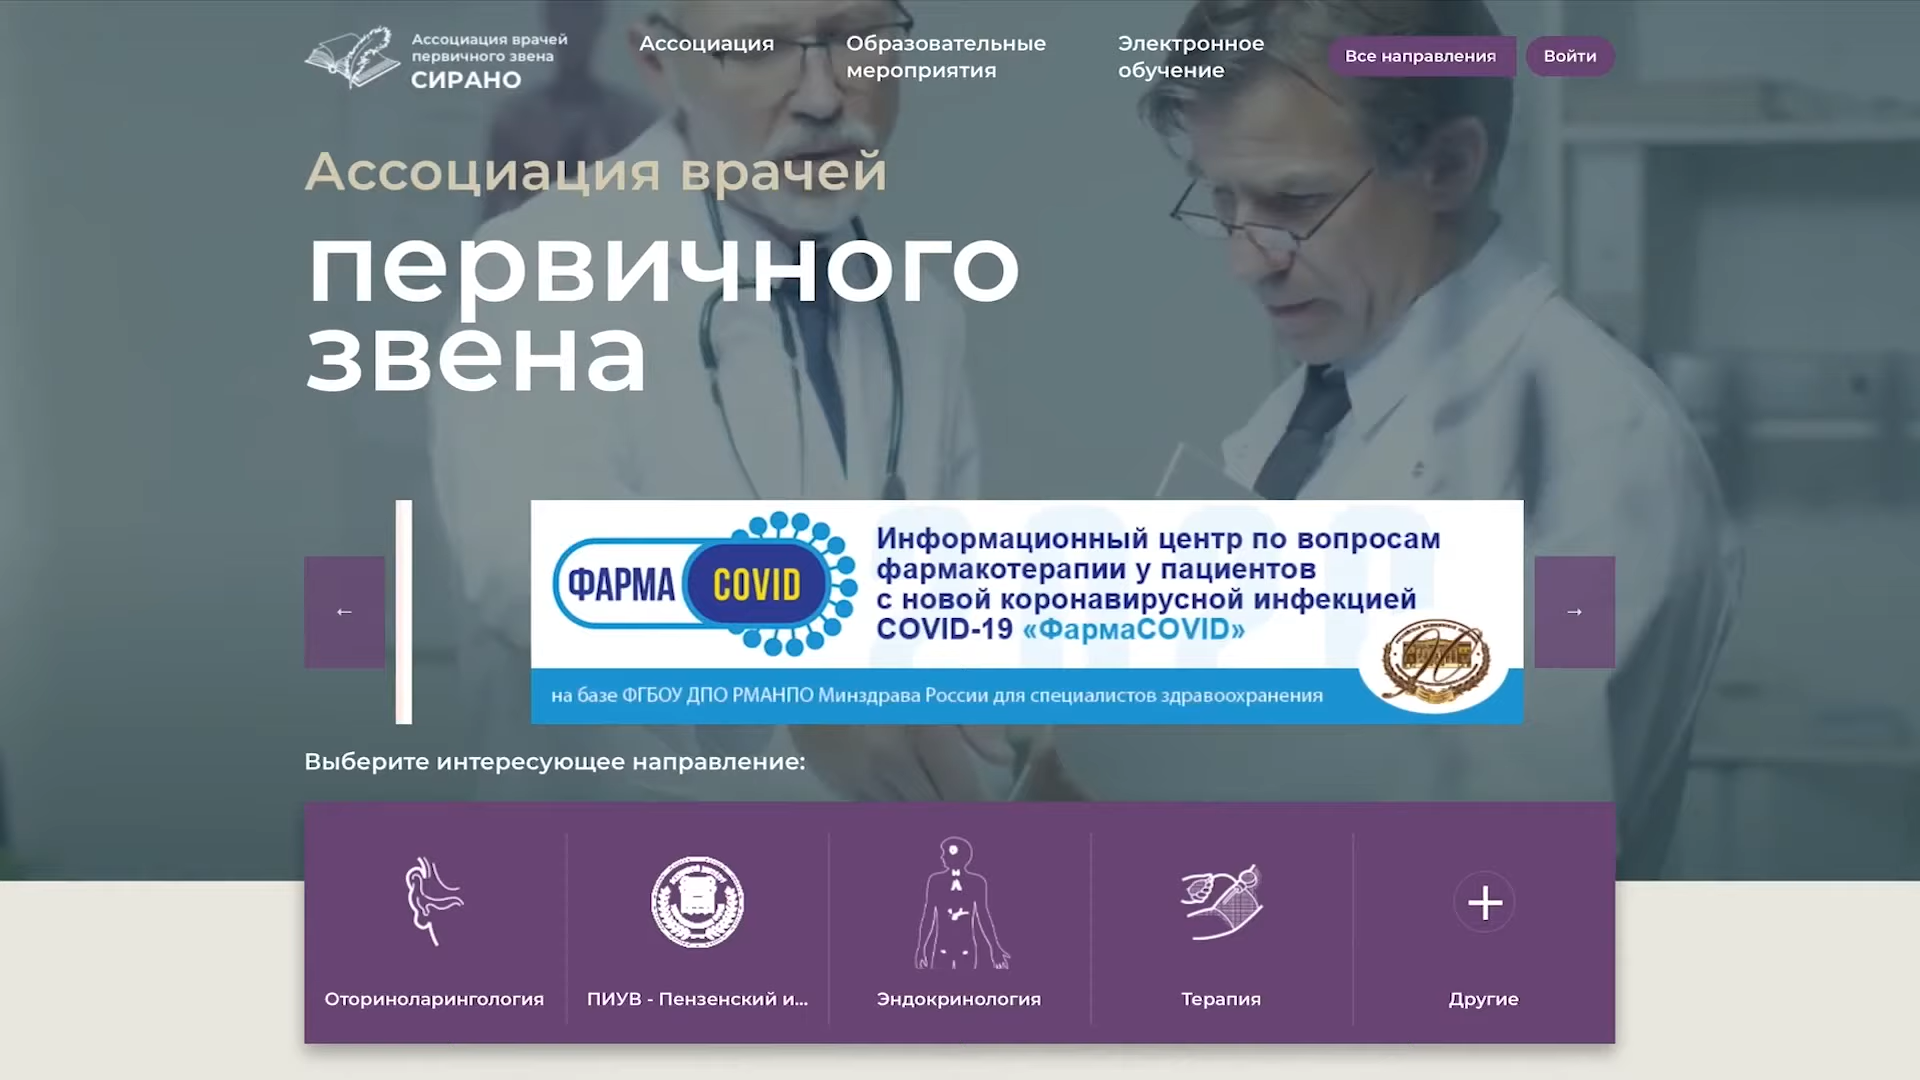 Ассоциация врачей
первичного звена
СИРАНО
Ассоциация
Образовательные
мероприятия
Электронное
обучение
Все направления
Войти
Ассоциация врачей
первичного
звена
←
ФАРМА COVID
Информационный центр по вопросам
фармакотерапии у пациентов
с новой коронавирусной инфекцией
COVID-19 «ФармаCOVID»
на базе ФГБОУ ДПО РМАНПО Минздрава России для специалистов здравоохранения
→
Выберите интересующее направление:
Оториноларингология
ПИУВ - Пензенский и...
Эндокринология
Терапия
Другие